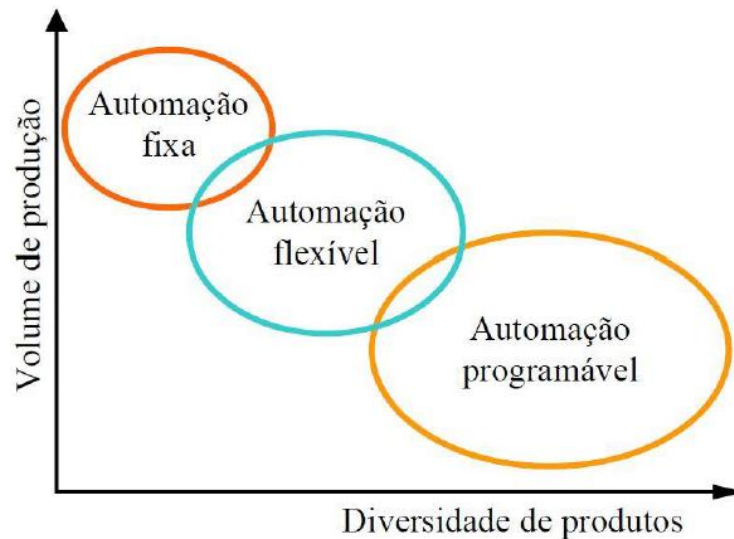 Volume de produção
Automação
fixa
Automação
flexível
Automação
programável
Diversidade de produtos